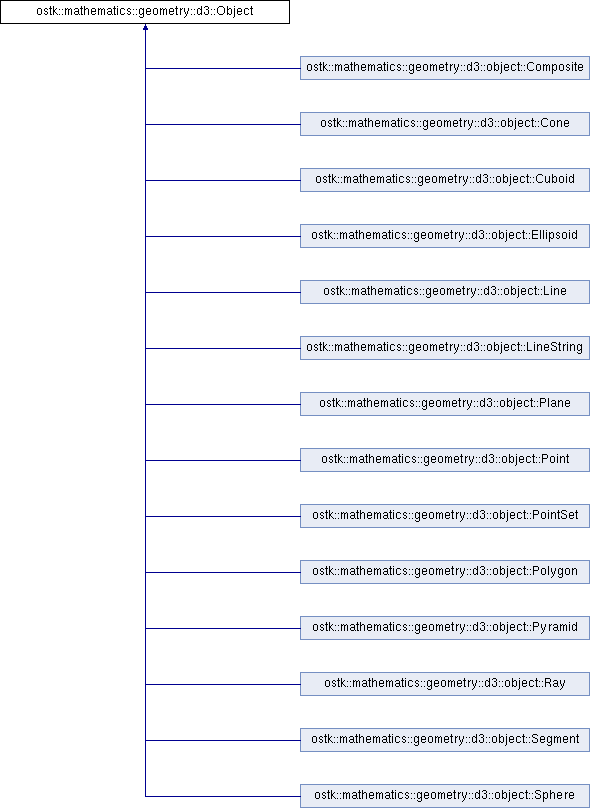 ostk::mathematics::geometry::d3::Object
ostk::mathematics::geometry::d3::object::Composite
ostk::mathematics::geometry::d3::object::Cone
ostk::mathematics::geometry::d3::object::Cuboid
ostk::mathematics::geometry::d3::object::Ellipsoid
ostk::mathematics::geometry::d3::object::Line
ostk::mathematics::geometry::d3::object::LineString
ostk::mathematics::geometry::d3::object::Plane
ostk::mathematics::geometry::d3::object::Point
ostk::mathematics::geometry::d3::object::PointSet
ostk::mathematics::geometry::d3::object::Polygon
ostk::mathematics::geometry::d3::object::Pyramid
ostk::mathematics::geometry::d3::object::Ray
ostk::mathematics::geometry::d3::object::Segment
ostk::mathematics::geometry::d3::object::Sphere